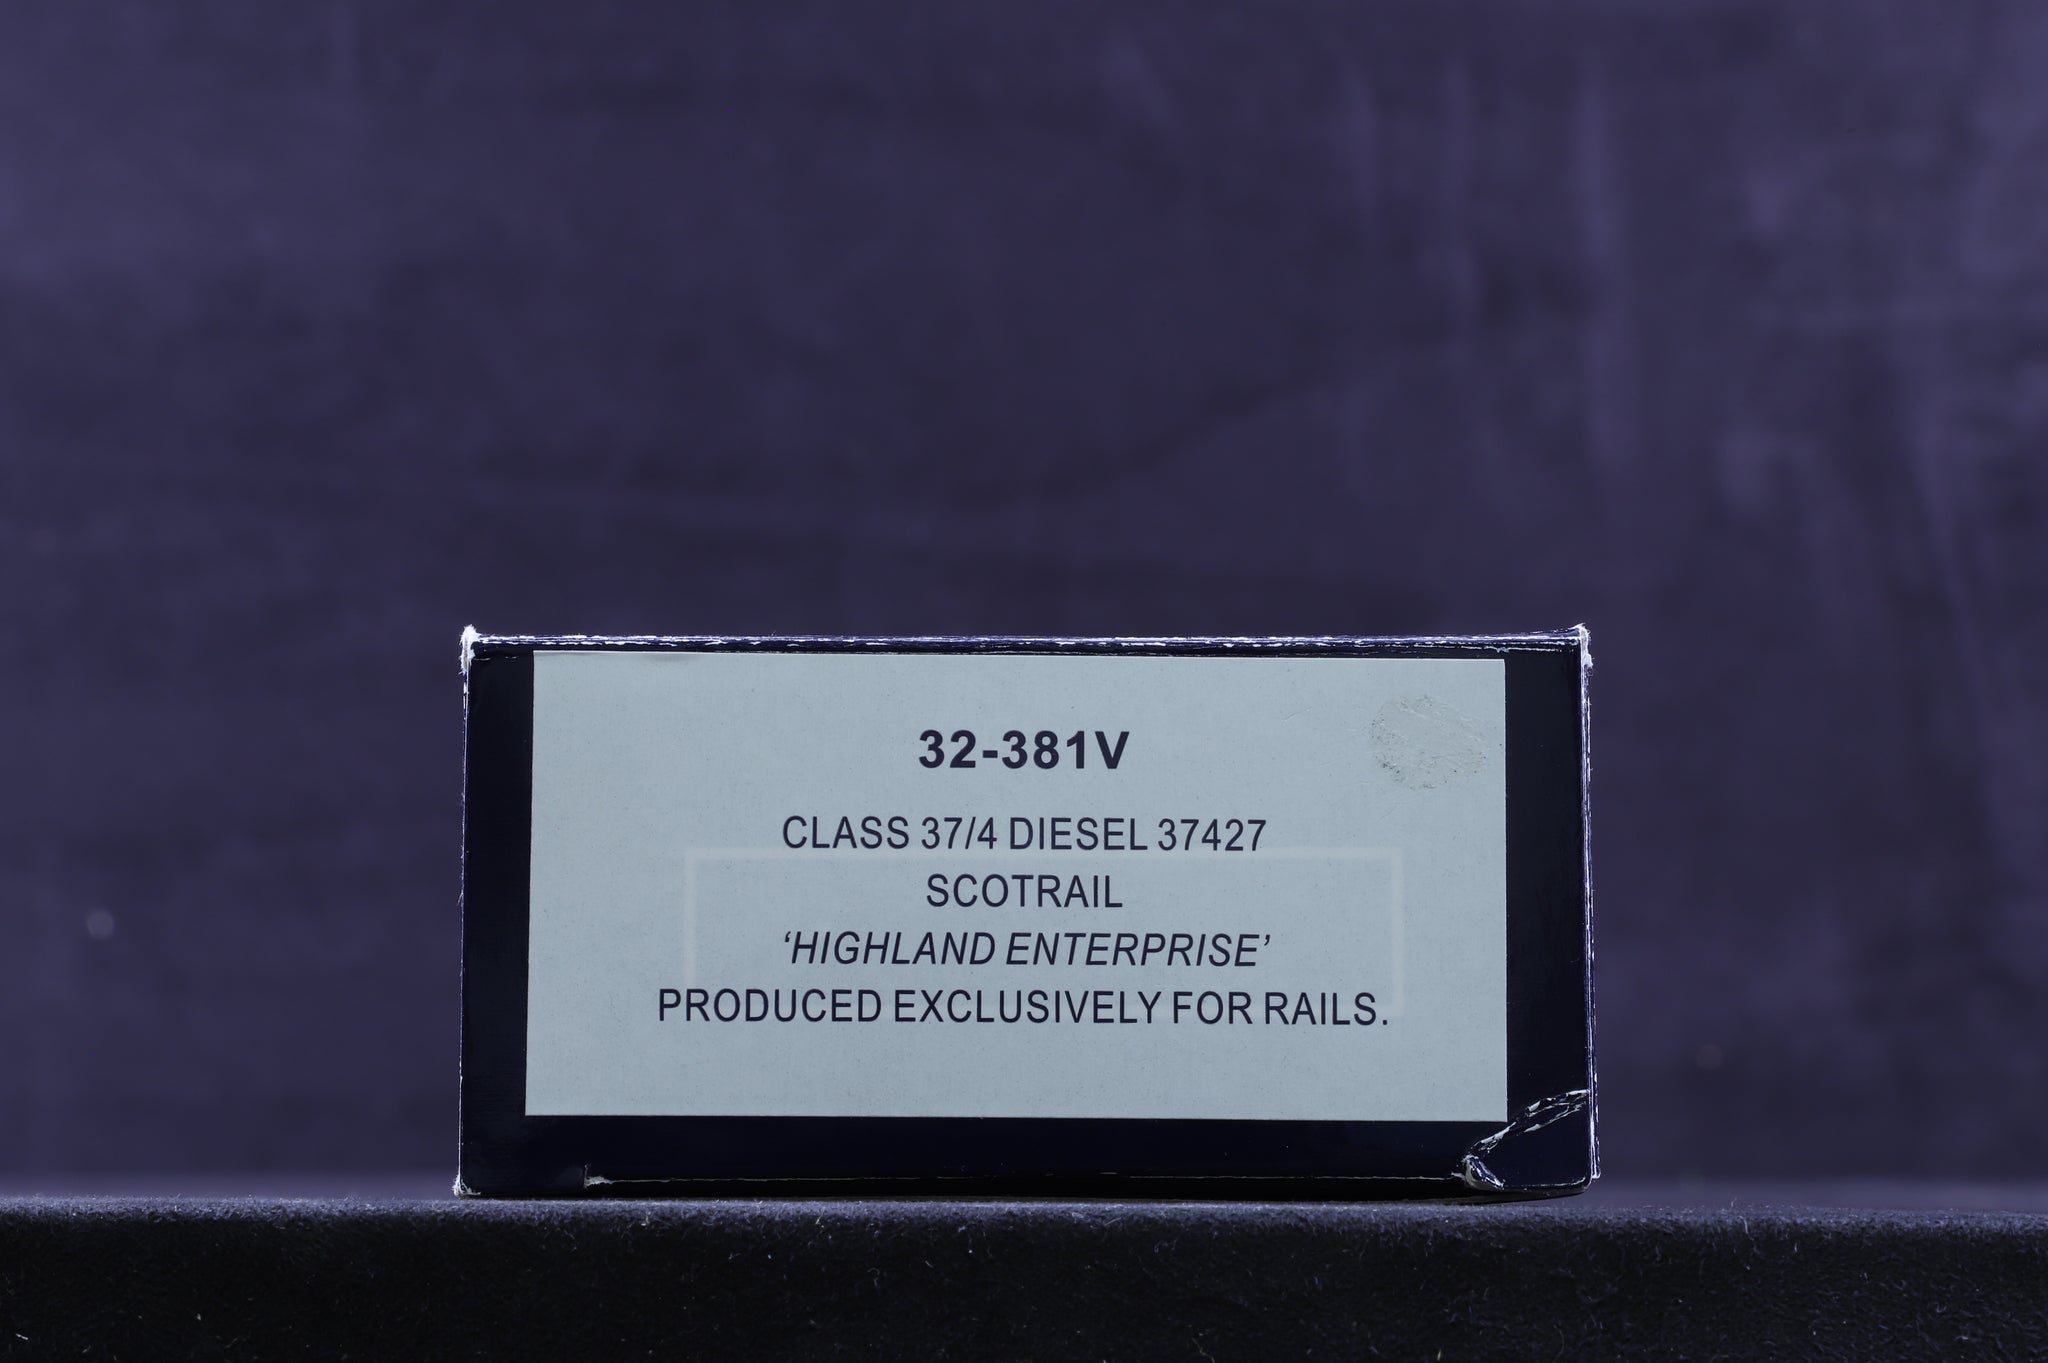 32-381V
CLASS 37/4 DIESEL 37427
SCOTRAIL
‘HIGHLAND ENTERPRISE’
PRODUCED EXCLUSIVELY FOR RAILS.